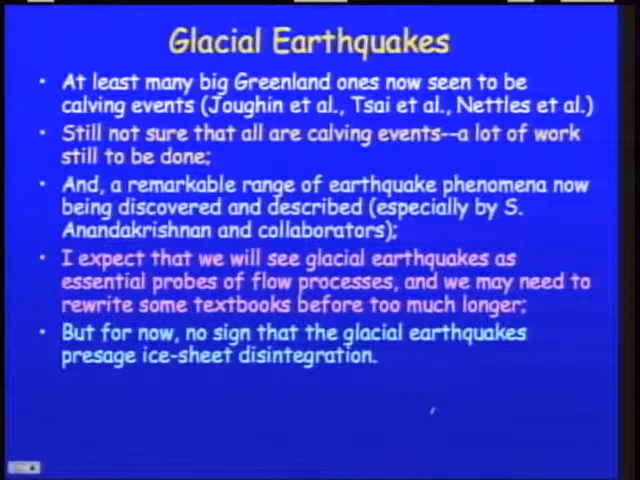 Glacial Earthquakes
• At least many big Greenland ones now seen to be
calving events (Joughin et al., Tsai et al., Nettles et al.)
• Still not sure that all are calving events--a lot of work
still to be done;
• And, a remarkable range of earthquake phenomena now
being discovered and described (especially by S.
Anandakrishnan and collaborators);
• I expect that we will see glacial earthquakes as
essential probes of flow processes, and we may need to
rewrite some textbooks before too much longer;
• But for now, no sign that the glacial earthquakes
presage ice-sheet disintegration.